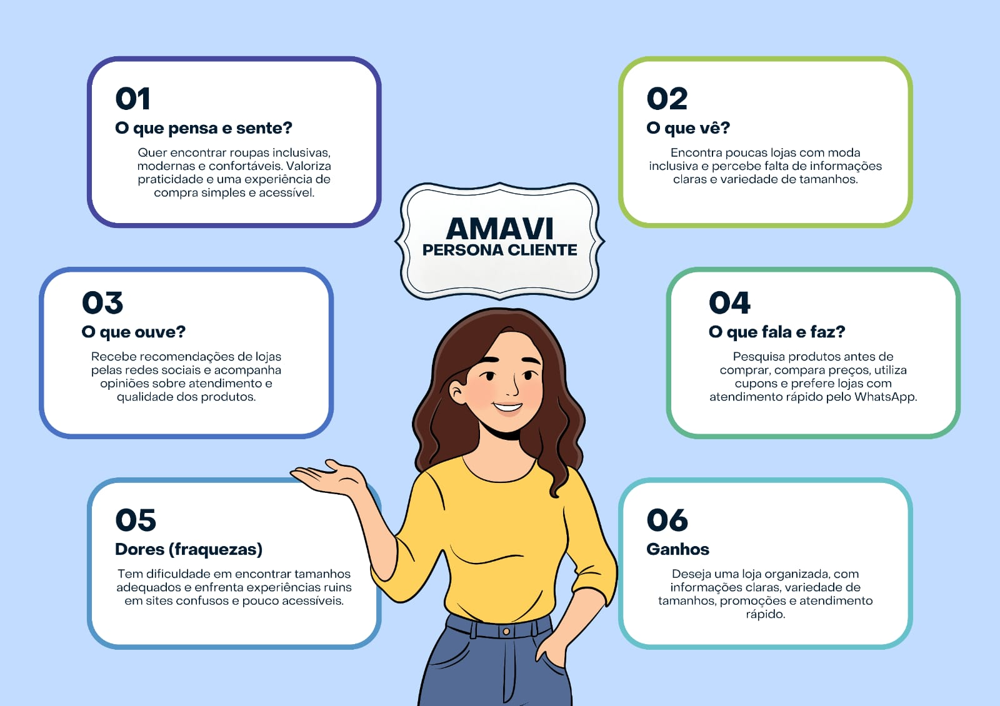 01
O que pensa e sente?
Quer encontrar roupas inclusivas,
modernas e confortáveis. Valoriza
praticidade e uma experiência de
compra simples e acessível.
02
O que vê?
Encontra poucas lojas com moda
inclusiva e percebe falta de informações
claras e variedade de tamanhos.
AMAVI
PERSONA CLIENTE
03
O que ouve?
Recebe recomendações de lojas
pelas redes sociais e acompanha
opiniões sobre atendimento e
qualidade dos produtos.
04
O que fala e faz?
Pesquisa produtos antes de
comprar, compara preços, utiliza
cupons e prefere lojas com
atendimento rápido pelo WhatsApp.
05
Dores (fraquezas)
Tem dificuldade em encontrar tamanhos
adequados e enfrenta experiências ruins
em sites confusos e pouco acessíveis.
06
Ganhos
Deseja uma loja organizada, com
informações claras, variedade de
tamanhos, promoções e atendimento
rápido.